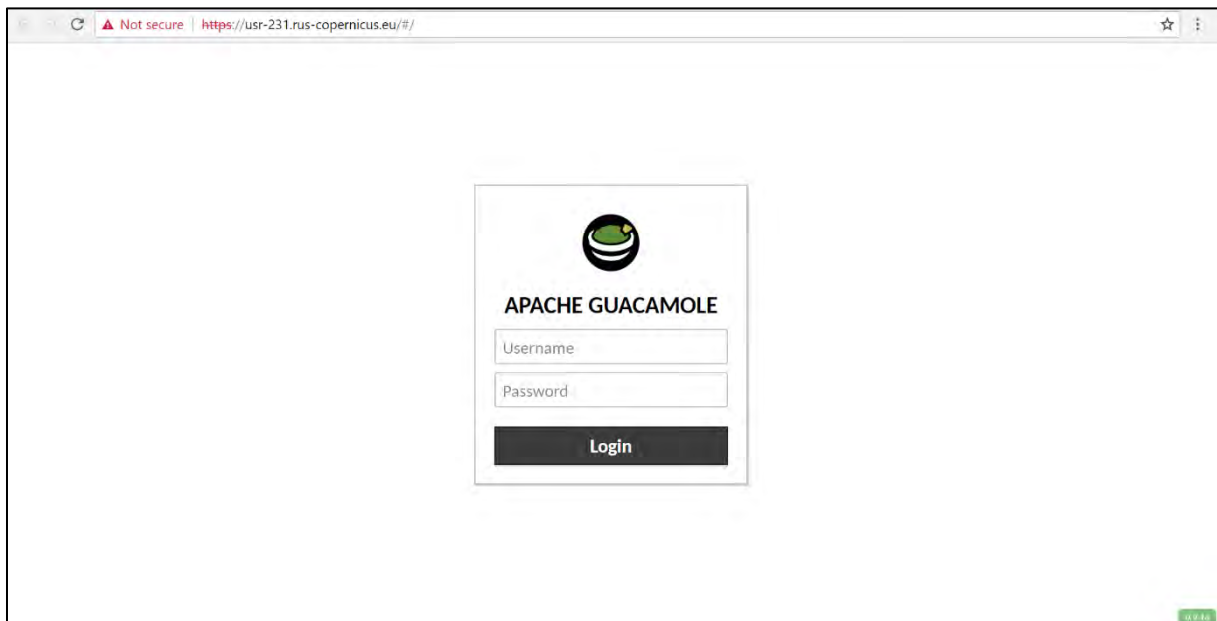 Not secure | https://usr-231.rus-copernicus.eu/#/
APACHE GUACAMOLE
Username
Password
Login